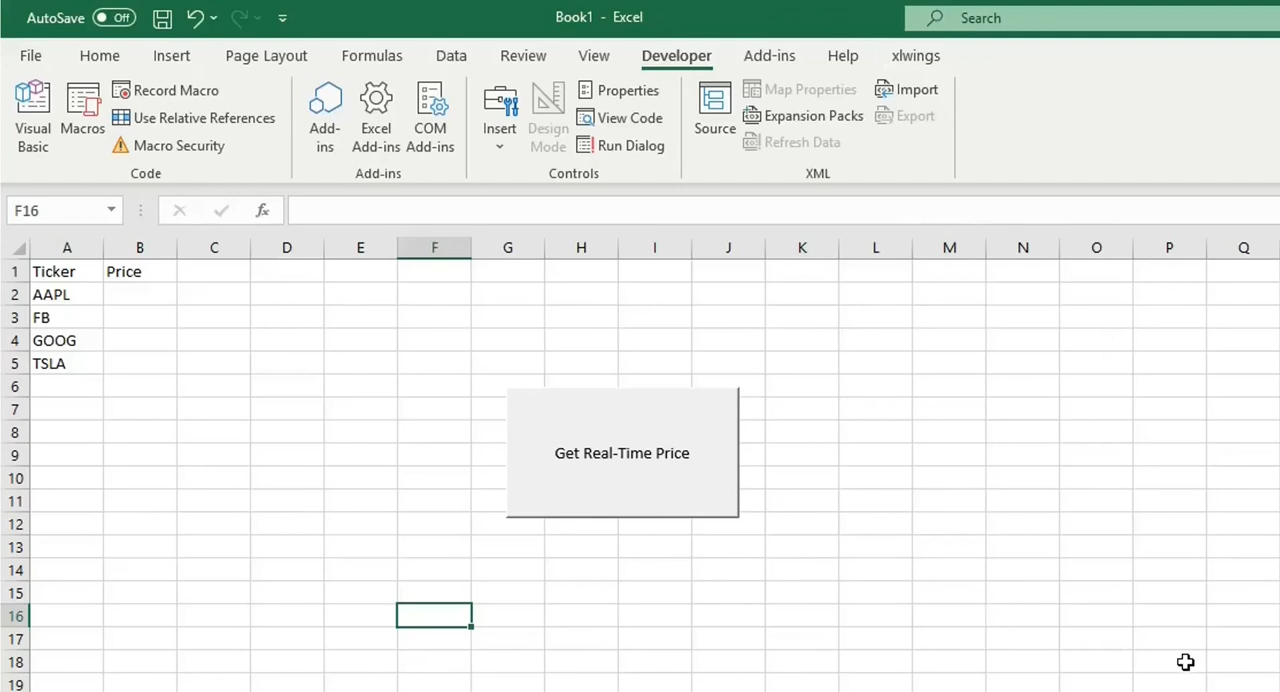 AutoSave Off Book1 - Excel Search
File Home Insert Page Layout Formulas Data Review View Developer Add-ins Help xlwings
Visual Basic
Macros
Record Macro
Use Relative References
Macro Security
Code
Add-ins
Excel Add-ins
COM Add-ins
Add-ins
Insert
Design Mode
Properties
View Code
Run Dialog
Controls
Source
Map Properties
Expansion Packs
Refresh Data
Import
Export
XML
F16 fx
A B C D E F G H I J K L M N O P Q
1 Ticker Price
2 AAPL
3 FB
4 GOOG
5 TSLA
6
7
8
9
Get Real-Time Price
10
11
12
13
14
15
16
17
18
19